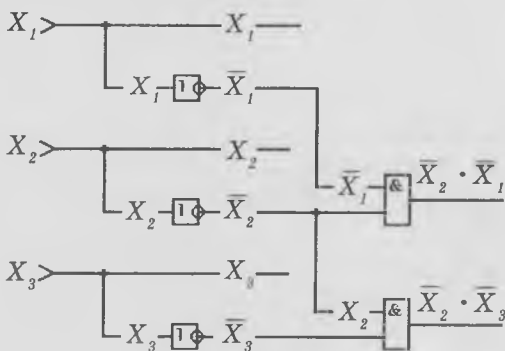 X₁ X₁
X₁ 1 X̄₁
X₂ X₂
X̄₁ & X̄₂ · X̄₁
X₂ 1 X̄₂
X₃ X₃
X₂ & X̄₂ · X̄₃
X₃ 1 X̄₃